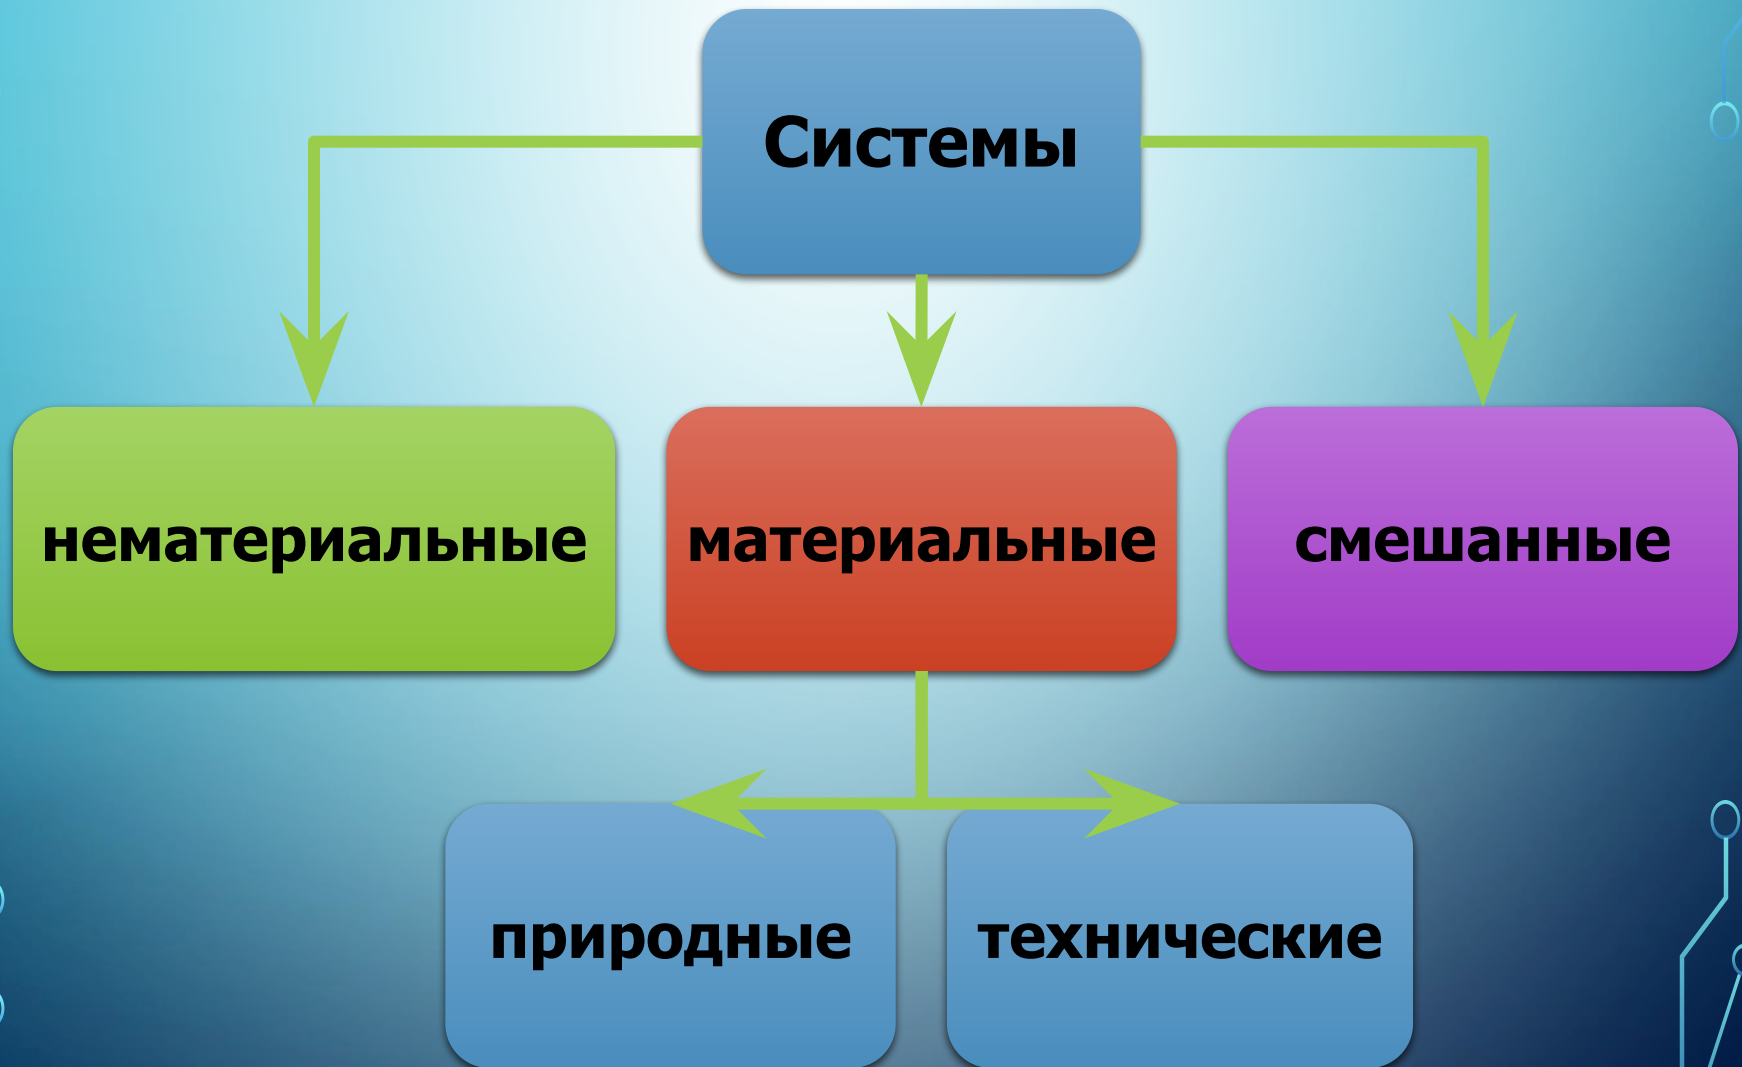 Системы
нематериальные
материальные
смешанные
природные
технические